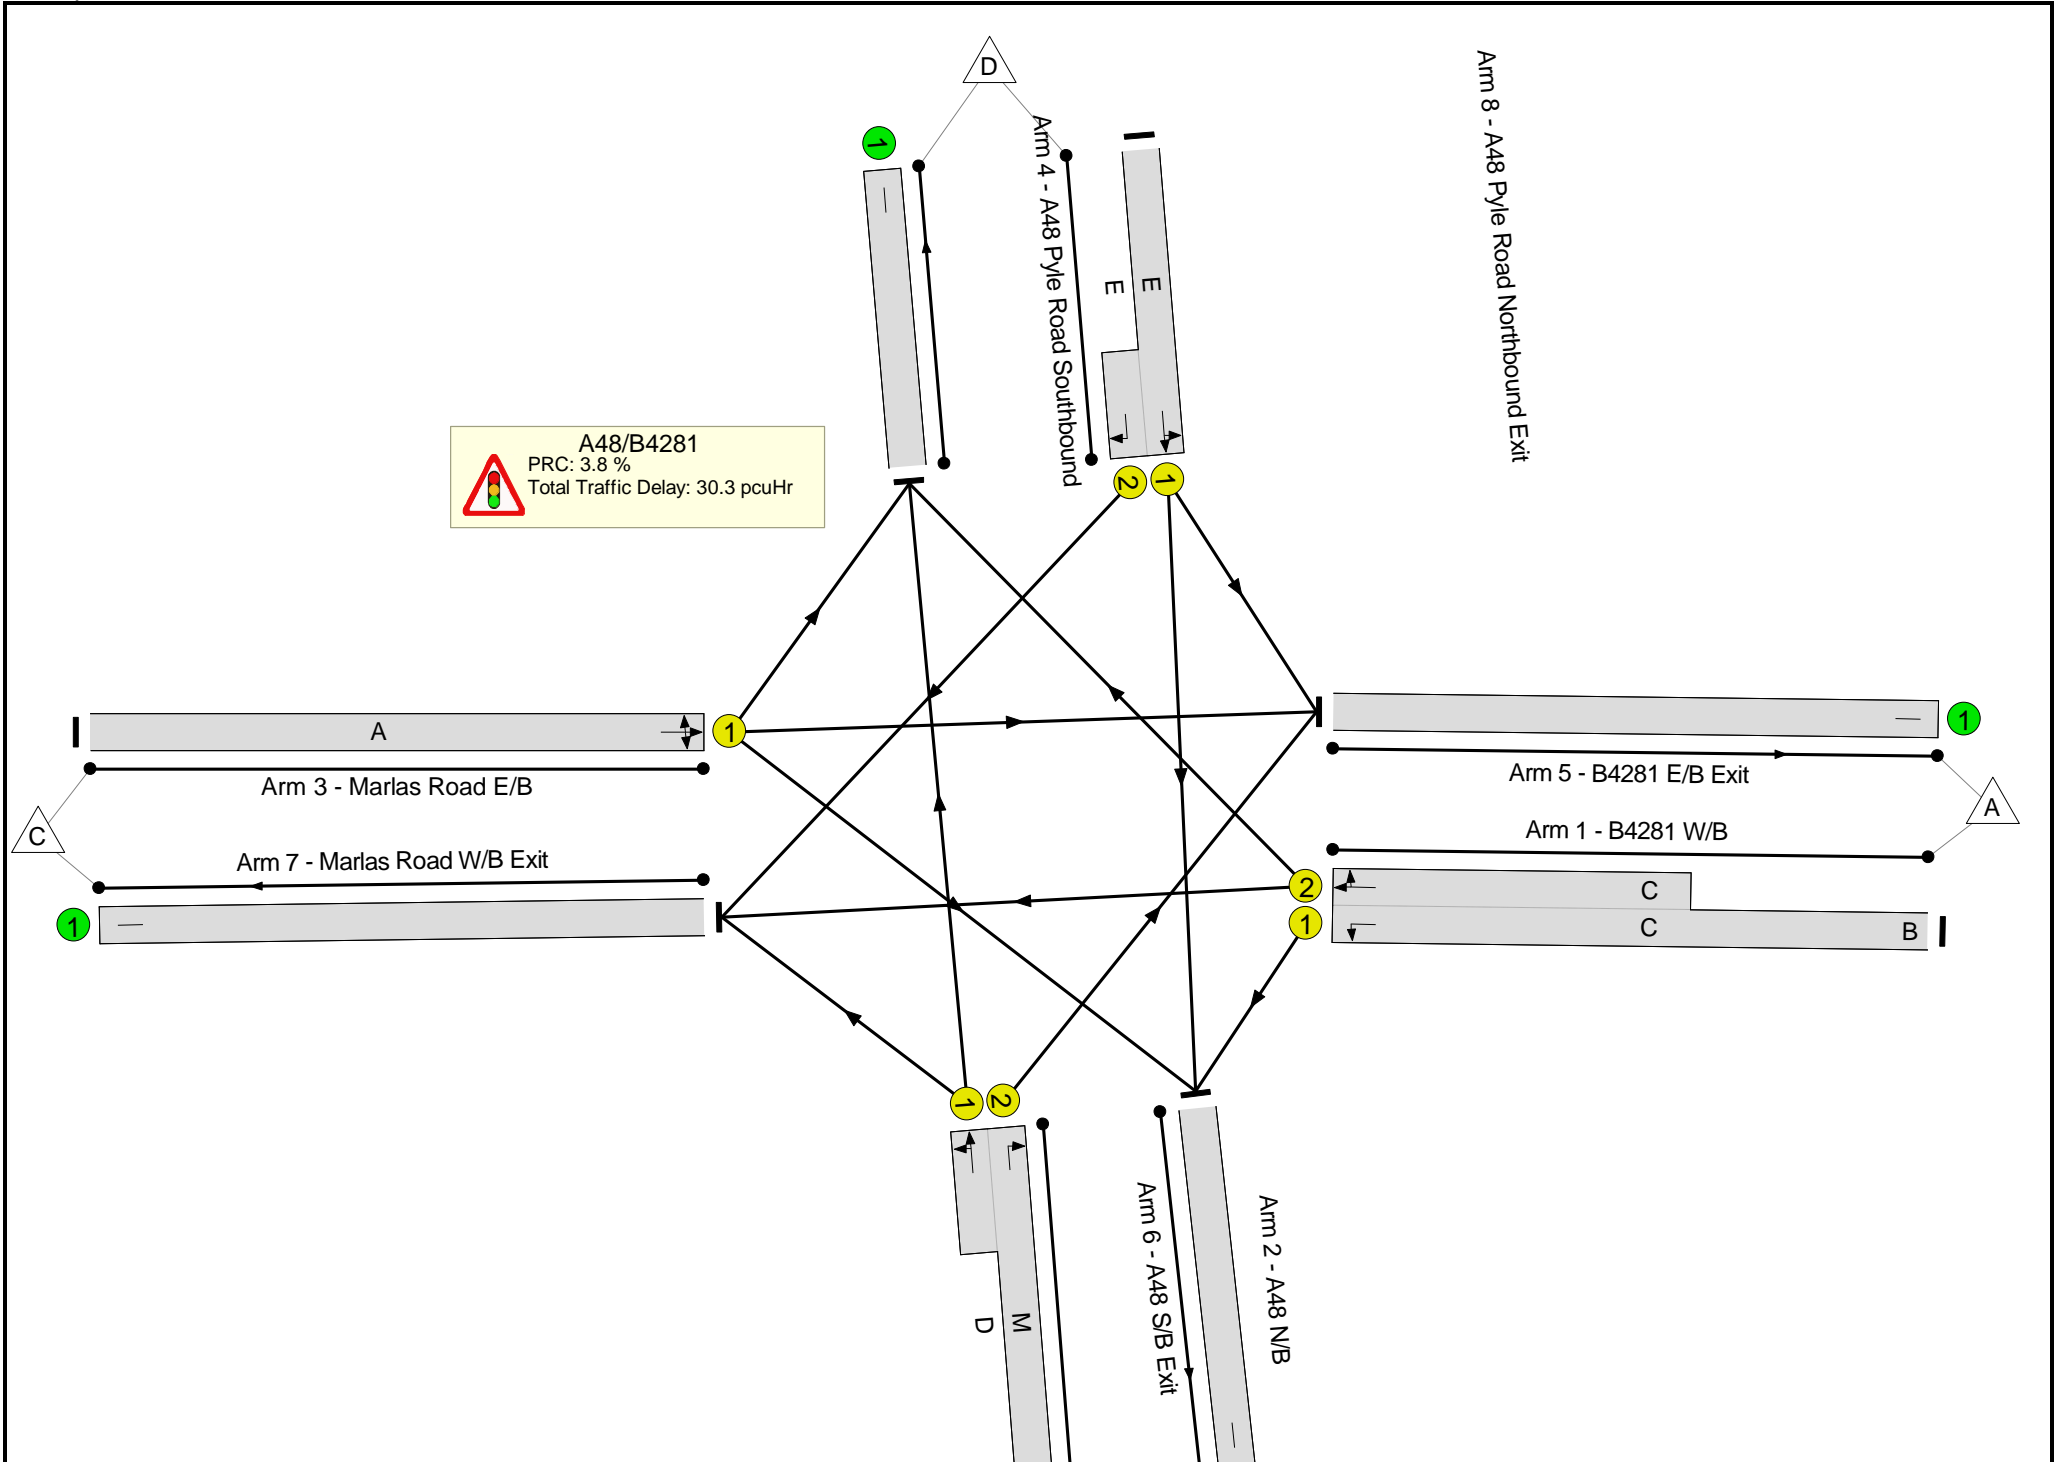 D
1
Arm 4 - A48 Pyle Road Southbound
Arm 8 - A48 Pyle Road Northbound Exit
E
E
A48/B4281
PRC: 3.8 %
Total Traffic Delay: 30.3 pcuHr
2
1
A
1
1
Arm 3 - Marlas Road E/B
Arm 5 - B4281 E/B Exit
C
A
Arm 7 - Marlas Road W/B Exit
Arm 1 - B4281 W/B
2
C
1
1
C
B
1
2
Arm 6 - A48 S/B Exit
Arm 2 - A48 N/B
D
M